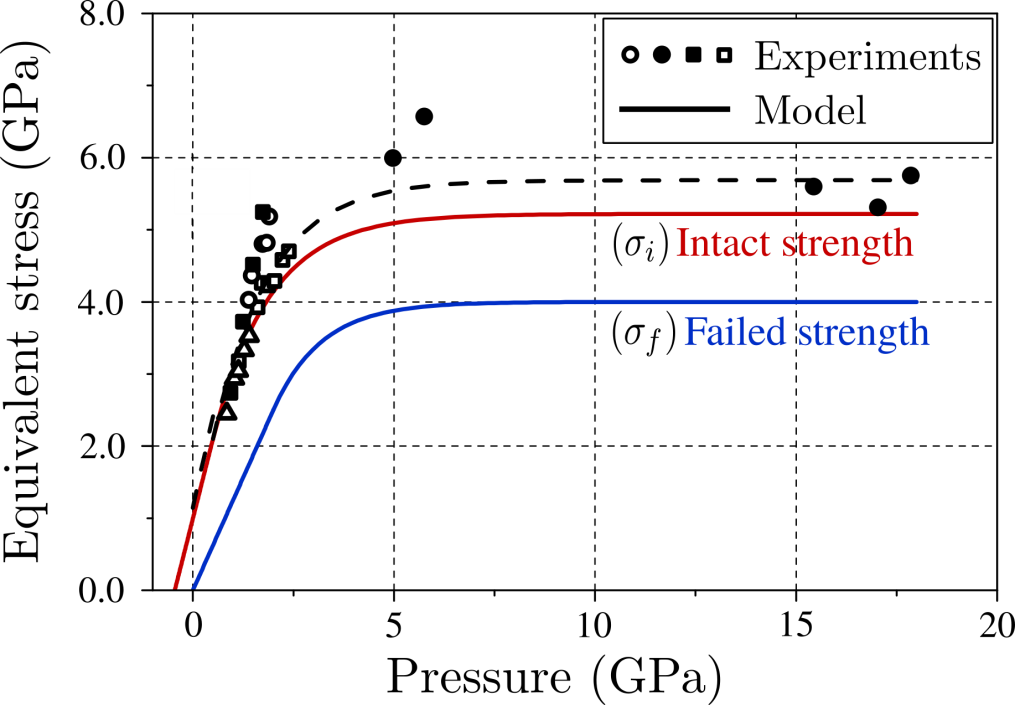 8.0
6.0
4.0
2.0
0.0
Equivalent stress (GPa)
Experiments
Model
(σi) Intact strength
(σf) Failed strength
0 5 10 15 20
Pressure (GPa)